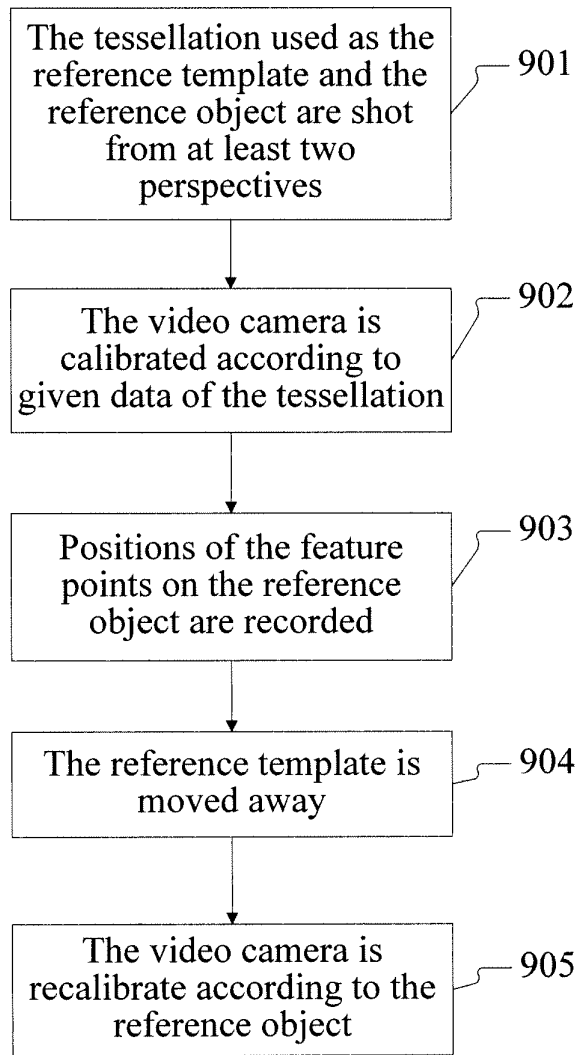 The tessellation used as the
reference template and the
reference object are shot
from at least two
perspectives
901
The video camera is
calibrated according to
given data of the tessellation
902
Positions of the feature
points on the reference
object are recorded
903
The reference template is
moved away
904
The video camera is
recalibrate according to the
reference object
905